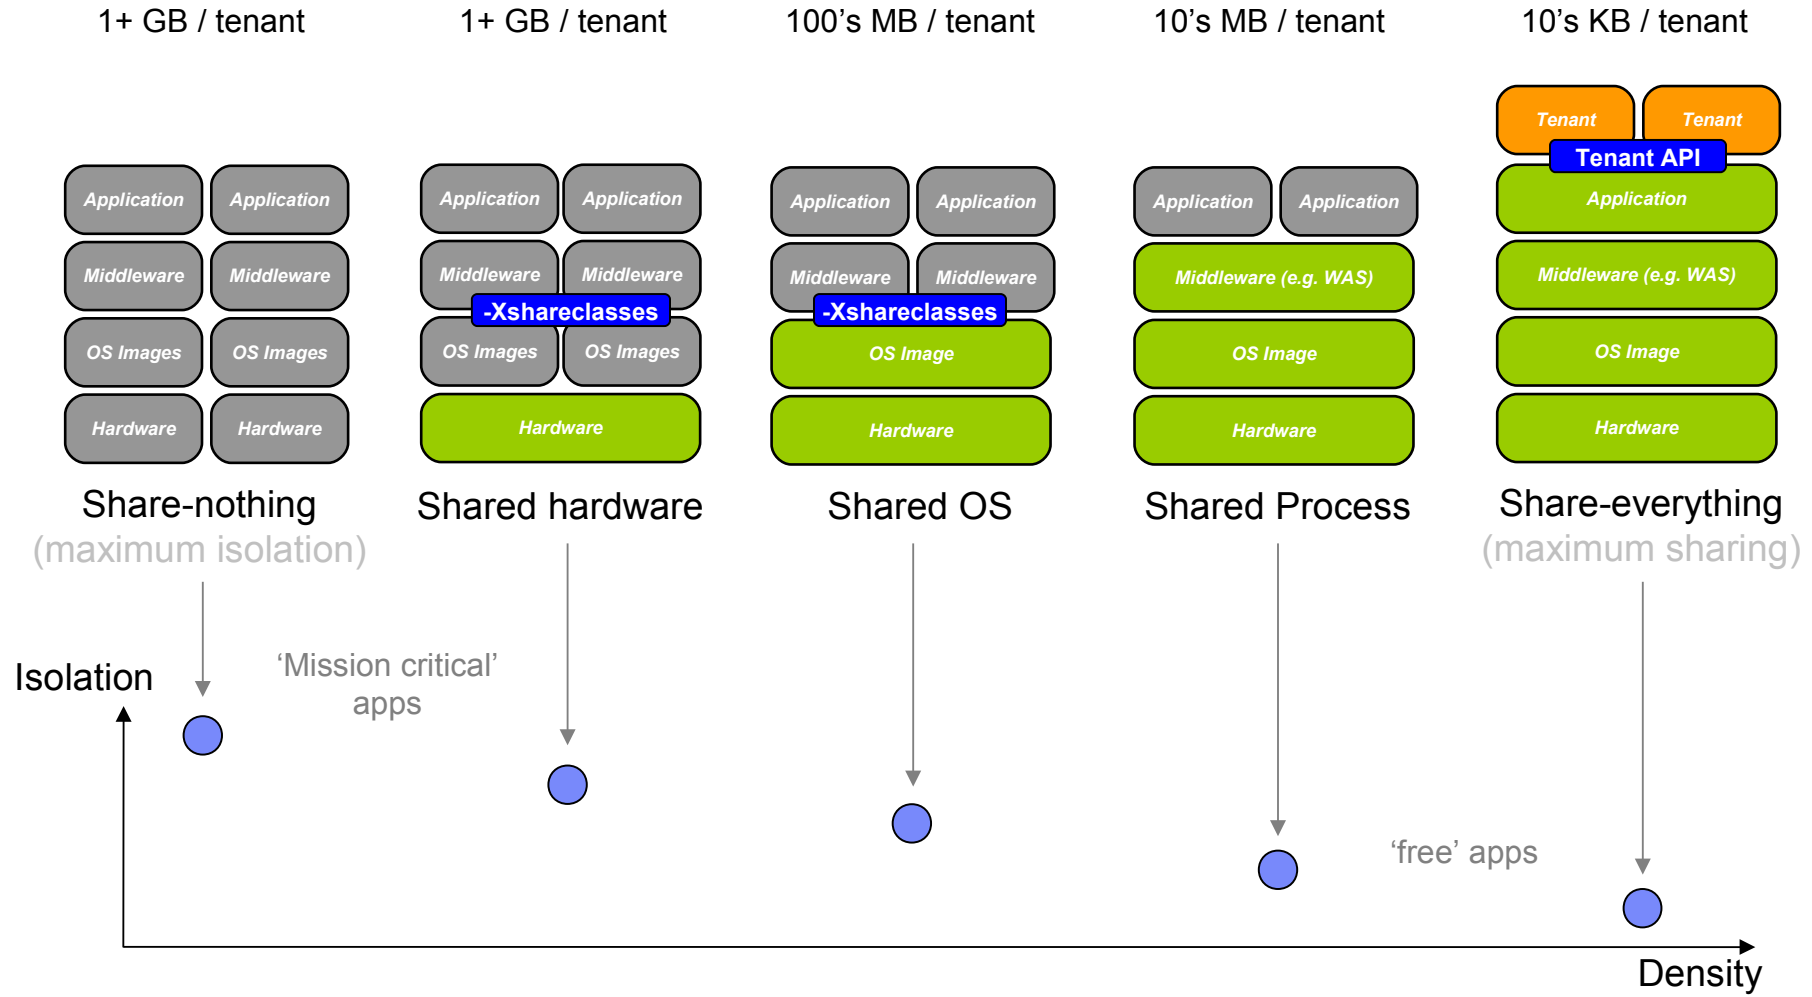 1+ GB / tenant
1+ GB / tenant
100’s MB / tenant
10’s MB / tenant
10’s KB / tenant
Tenant
Tenant
Tenant API
Application
Application
Application
Application
Application
Application
Application
Application
Application
Middleware
Middleware
Middleware
Middleware
Middleware
Middleware
Middleware (e.g. WAS)
Middleware (e.g. WAS)
-Xshareclasses
-Xshareclasses
OS Images
OS Images
OS Images
OS Images
OS Image
OS Image
OS Image
Hardware
Hardware
Hardware
Hardware
Hardware
Hardware
Share-nothing
(maximum isolation)
Shared hardware
Shared OS
Shared Process
Share-everything
(maximum sharing)
Isolation
‘Mission critical’
apps
‘free’ apps
Density